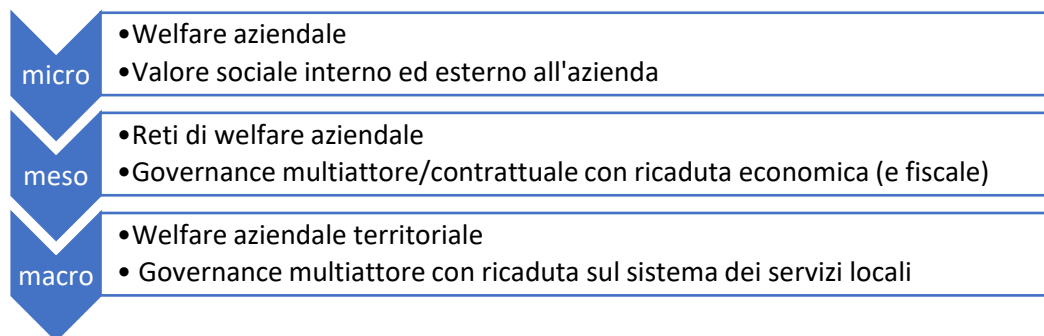 micro
•Welfare aziendale
•Valore sociale interno ed esterno all'azienda
meso
•Reti di welfare aziendale
•Governance multiattore/contrattuale con ricaduta economica (e fiscale)
macro
•Welfare aziendale territoriale
• Governance multiattore con ricaduta sul sistema dei servizi locali